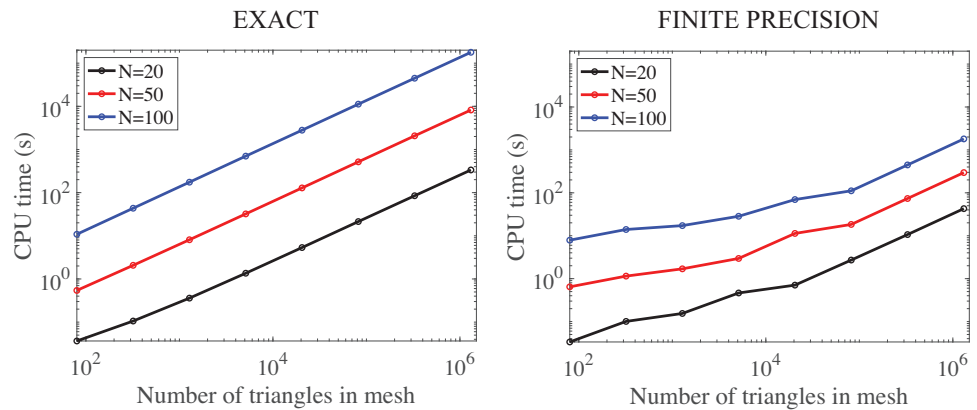 EXACT
N=20
N=50
N=100
10^4
10^2
10^0
CPU time (s)
10^2
10^4
10^6
Number of triangles in mesh
FINITE PRECISION
N=20
N=50
N=100
10^4
10^2
10^0
CPU time (s)
10^2
10^4
10^6
Number of triangles in mesh